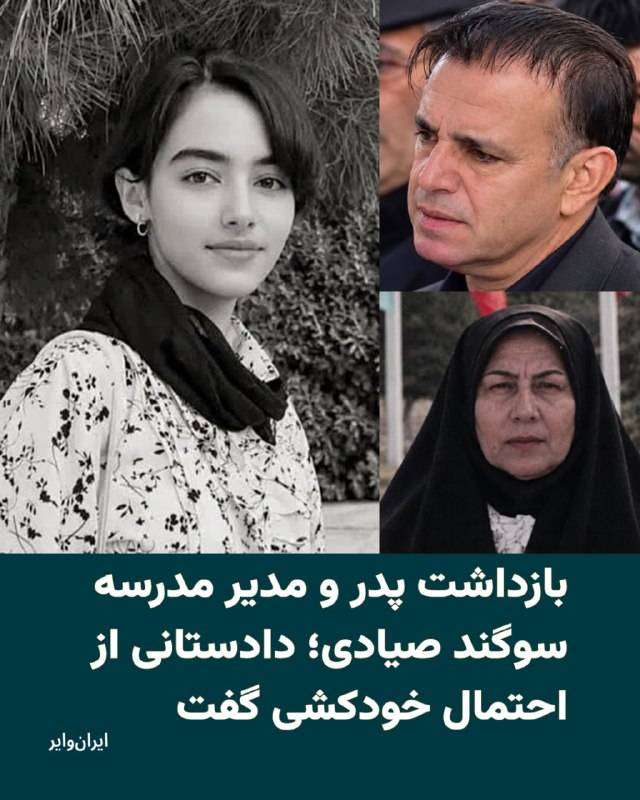 بازداشت پدر و مدیر مدرسه
سوگند صیادی؛ دادستانی از
احتمال خودکشی گفت
ایران‌وایر